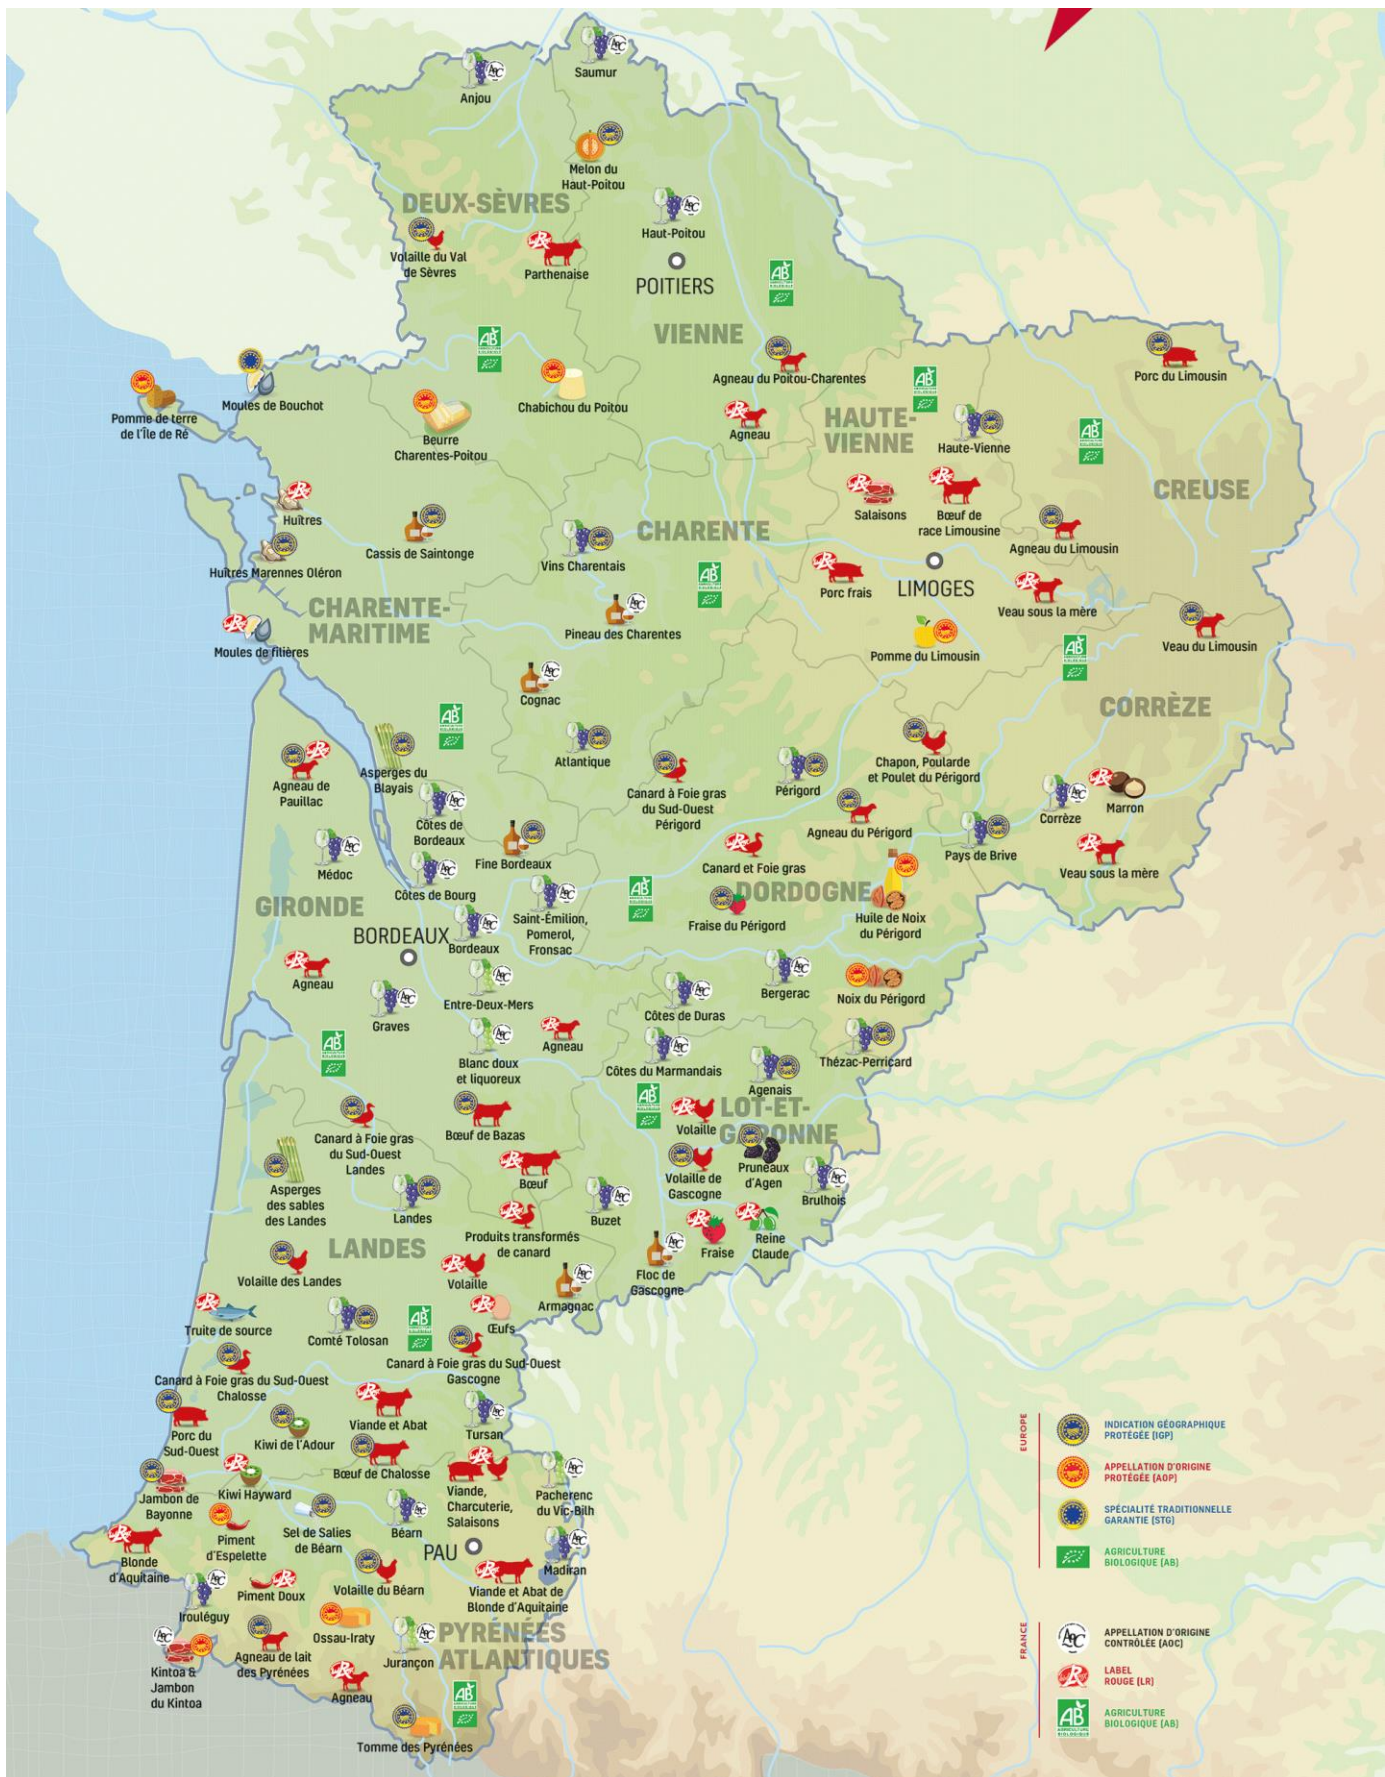 Saumur
Anjou
Melon du
Haut-Poitou
DEUX-SÈVRES
Haut-Poitou
Volaille du Val
de Sèvres
Parthenaise
POITIERS
VIENNE
Agneau du Poitou-Charentes
Porc du Limousin
Pomme de terre
de l'Île de Ré
Moules de Bouchot
Chabichou du Poitou
Beurre
Charentes-Poitou
Agneau
HAUTE-
VIENNE
Haute-Vienne
CREUSE
Huîtres
Cassis de Saintonge
Salaisons
Bœuf de
race Limousine
CHARENTE
Agneau du Limousin
Huîtres Marennes Oléron
Vins Charentais
Porc frais
LIMOGES
Veau sous la mère
CHARENTE-
MARITIME
Pineau des Charentes
Moules de filières
Pomme du Limousin
Veau du Limousin
Cognac
CORRÈZE
Atlantique
Chapon, Poularde
et Poulet du Périgord
Agneau de
Pauillac
Asperges du
Blayais
Canard à Foie gras
du Sud-Ouest
Périgord
Périgord
Corrèze
Marron
Côtes de
Bordeaux
Agneau du Périgord
Pays de Brive
Médoc
Fine Bordeaux
Canard et Foie gras
Veau sous la mère
Côtes de Bourg
DORDOGNE
GIRONDE
Saint-Émilion,
Pomerol,
Fronsac
Fraise du Périgord
Huile de Noix
du Périgord
BORDEAUX
Bordeaux
Agneau
Entre-Deux-Mers
Bergerac
Noix du Périgord
Graves
Côtes de Duras
Agneau
Blanc doux
et liquoreux
Côtes du Marmandais
Thézac-Perricard
Agenais
LOT-ET-
GARONNE
Canard à Foie gras
du Sud-Ouest
Landes
Bœuf de Bazas
Volaille
Asperges
des sables
des Landes
Bœuf
Volaille de
Gascogne
Pruneaux
d'Agen
Brulhois
Landes
Buzet
LANDES
Produits transformés
de canard
Fraise
Reine
Claude
Volaille des Landes
Volaille
Floc de
Gascogne
Armagnac
Truite de source
Comté Tolosan
Œufs
Canard à Foie gras du Sud-Ouest
Chalosse
Canard à Foie gras du Sud-Ouest
Gascogne
Porc du
Sud-Ouest
Kiwi de l'Adour
Viande et Abat
Tursan
Bœuf de Chalosse
Jambon de
Bayonne
Kiwi Hayward
Viande,
Charcuterie,
Salaisons
Pacherenc
du Vic-Bilh
Piment
d'Espelette
Sel de Salies
de Béarn
Béarn
PAU
Blonde
d'Aquitaine
Madiran
Piment Doux
Volaille du Béarn
Viande et Abat de
Blonde d'Aquitaine
Irouléguy
Ossau-Iraty
PYRÉNÉES
ATLANTIQUES
Kintoa &
Jambon
du Kintoa
Agneau de lait
des Pyrénées
Jurançon
Agneau
Tomme des Pyrénées
EUROPE
INDICATION GÉOGRAPHIQUE
PROTÉGÉE (IGP)
APPELLATION D'ORIGINE
PROTÉGÉE (AOP)
SPÉCIALITÉ TRADITIONNELLE
GARANTIE (STG)
AGRICULTURE
BIOLOGIQUE (AB)
FRANCE
APPELLATION D'ORIGINE
CONTRÔLÉE (AOC)
LABEL
ROUGE (LR)
AB
AGRICULTURE
BIOLOGIQUE (AB)